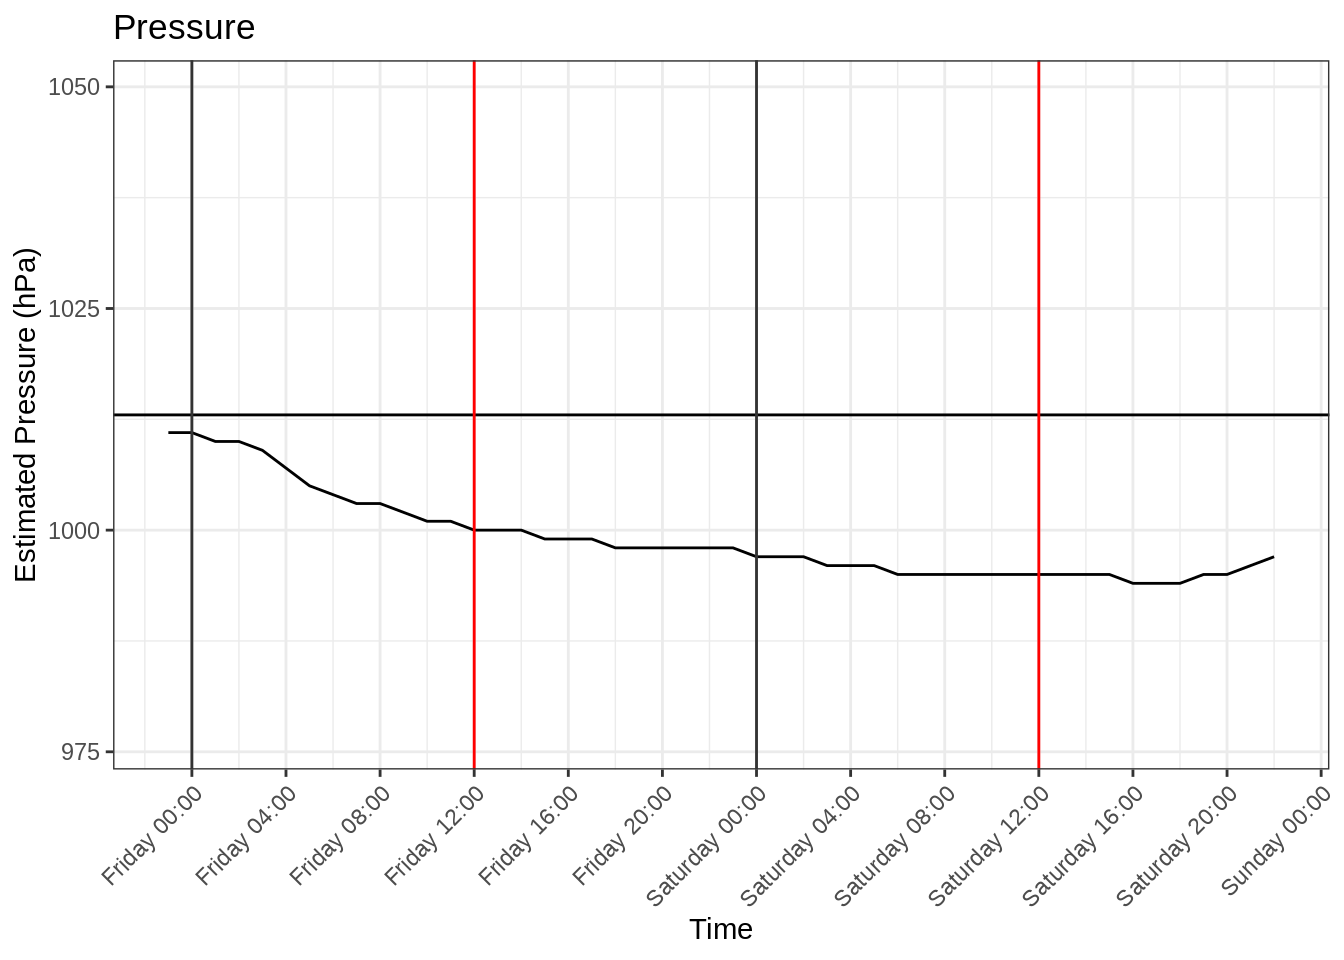 Pressure
Estimated Pressure (hPa)
1050
1025
1000
975
Friday 00:00
Friday 04:00
Friday 08:00
Friday 12:00
Friday 16:00
Friday 20:00
Saturday 00:00
Saturday 04:00
Saturday 08:00
Saturday 12:00
Saturday 16:00
Saturday 20:00
Sunday 00:00
Time